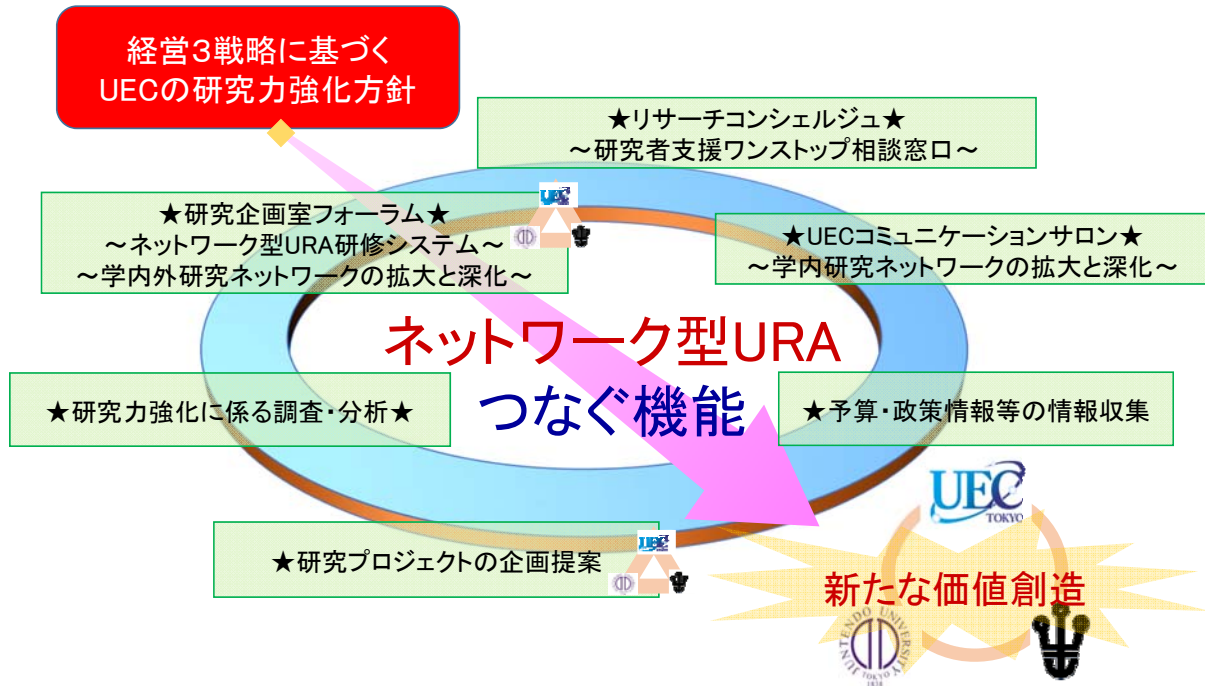 経営3戦略に基づく
UECの研究力強化方針
★リサーチコンシェルジュ★
～研究者支援ワンストップ相談窓口～
★研究企画室フォーラム★
～ネットワーク型URA研修システム～
～学内外研究ネットワークの拡大と深化～
UEC
★UECコミュニケーションサロン★
～学内研究ネットワークの拡大と深化～
ネットワーク型URA
つなぐ機能
★研究力強化に係る調査・分析★
★予算・政策情報等の情報収集
★研究プロジェクトの企画提案
UEC
UEC
TOKYO
新たな価値創造
JUNTENDO UNIVERSITY
TOKYO
1838